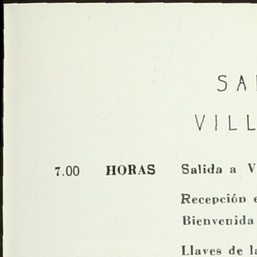 SA
VILL
7.00 HORAS Salida a V
Recepción e
Bienvenida
Llaves de la